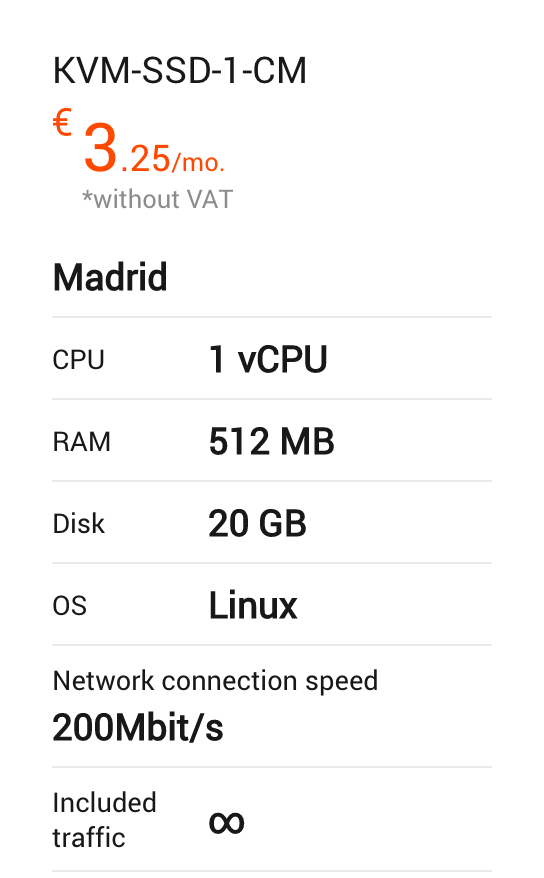 KVM-SSD-1-CM
€ 3.25/mo.
*without VAT
Madrid
CPU 1 vCPU
RAM 512 MB
Disk 20 GB
OS Linux
Network connection speed
200Mbit/s
Included
traffic ∞